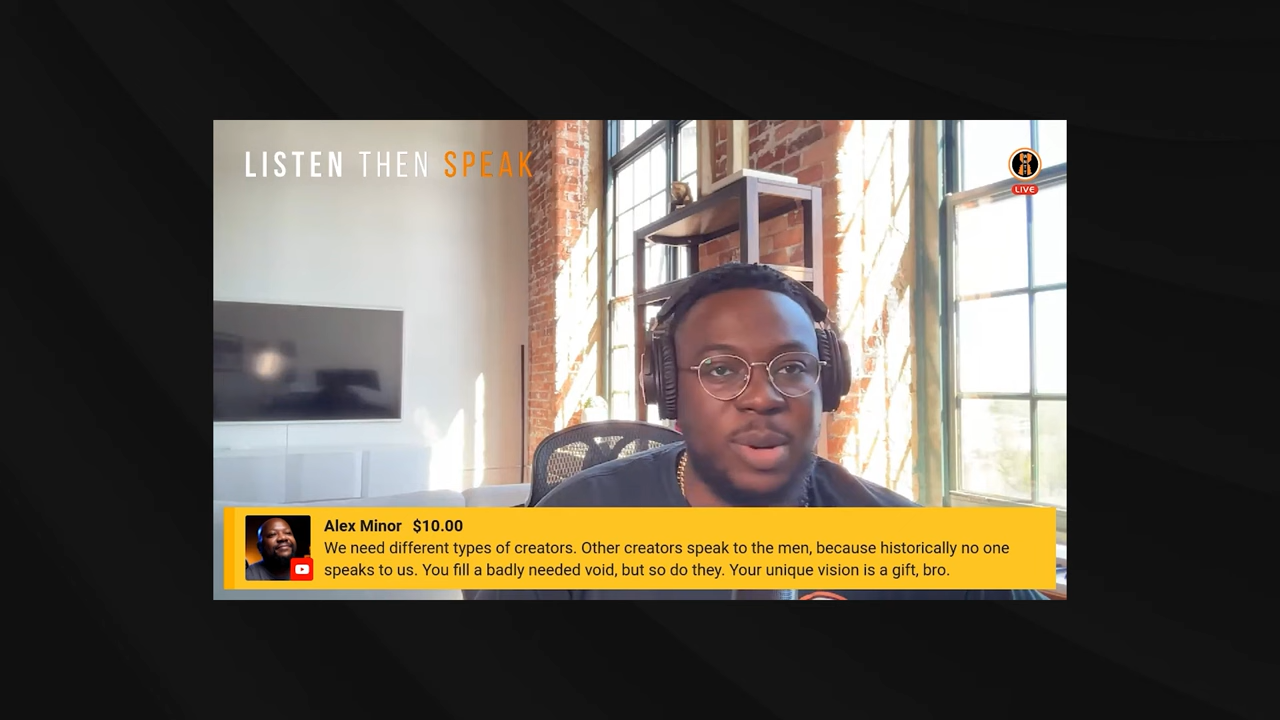 LISTEN THEN SPEAK
LIVE
Alex Minor $10.00
We need different types of creators. Other creators speak to the men, because historically no one
speaks to us. You fill a badly needed void, but so do they. Your unique vision is a gift, bro.